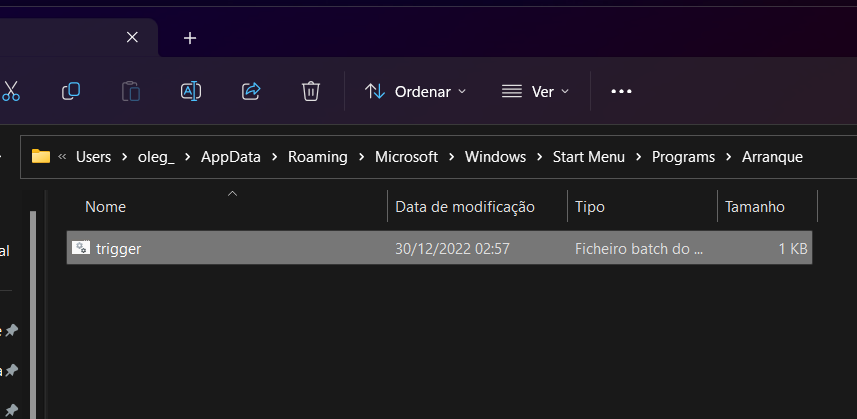 Ordenar Ver
« Users > oleg_ > AppData > Roaming > Microsoft > Windows > Start Menu > Programs > Arranque
Nome Data de modificação Tipo Tamanho
trigger 30/12/2022 02:57 Ficheiro batch do ... 1 KB
al
e
a